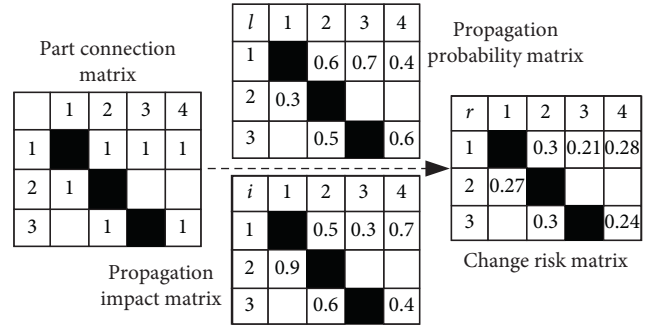 Part connection
matrix
1 2 3 4
1 1 1 1
2 1
3 1 1
l 1 2 3 4
1 0.6 0.7 0.4
2 0.3
3 0.5 0.6
Propagation
probability matrix
i 1 2 3 4
1 0.5 0.3 0.7
2 0.9
3 0.6 0.4
Propagation
impact matrix
r 1 2 3 4
1 0.3 0.21 0.28
2 0.27
3 0.3 0.24
Change risk matrix